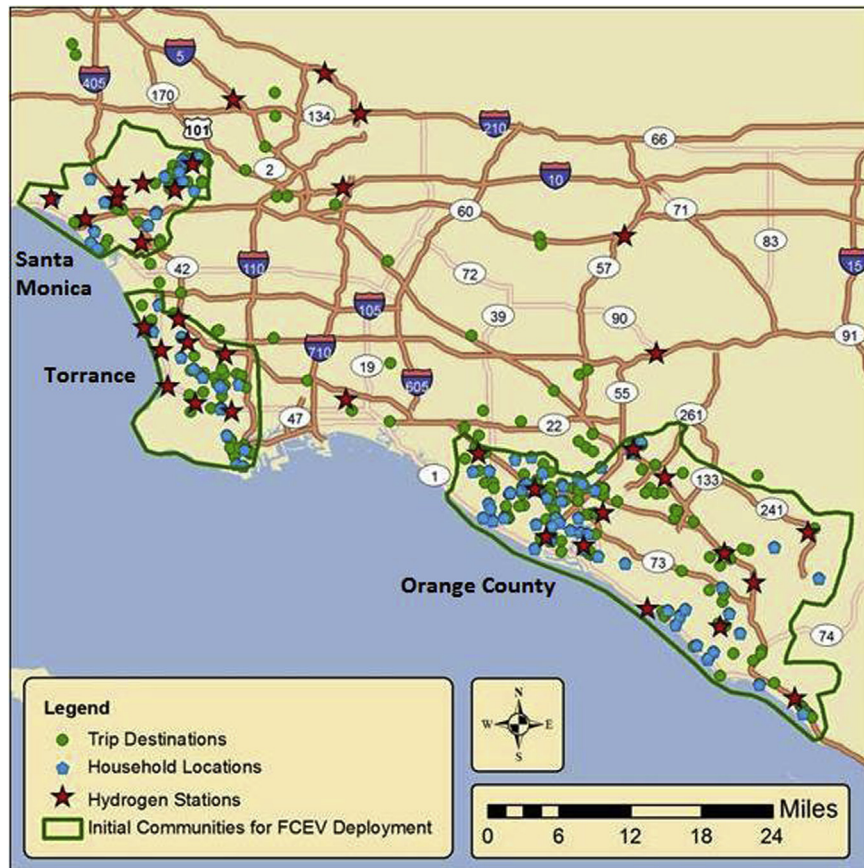 5
405
170
101
134
2
210
66
10
60
71
83
15
57
72
Santa
Monica
42
110
105
39
90
91
Torrance
710
19
605
55
47
22
261
1
133
241
Orange County
73
74
Legend
Trip Destinations
Household Locations
Hydrogen Stations
Initial Communities for FCEV Deployment
N
W E
S
Miles
0 6 12 18 24